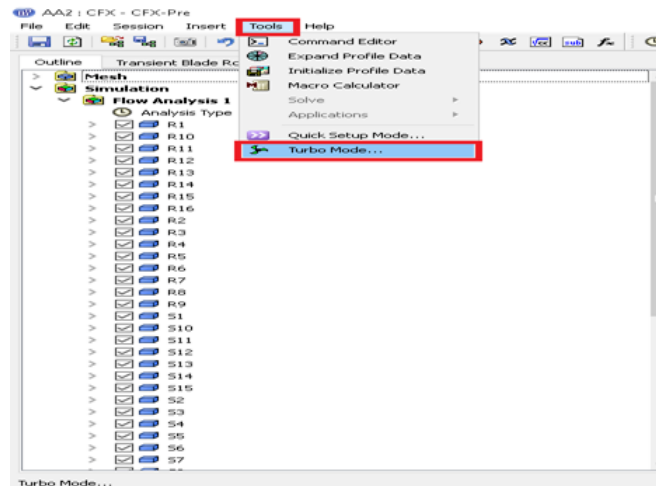 AA2 : CFX - CFX-Pre
File Edit Session Insert Tools Help
Command Editor
Expand Profile Data
Initialize Profile Data
Macro Calculator
Solve
Applications
Quick Setup Mode...
Turbo Mode...
Outline Transient Blade Ro
Mesh
Simulation
Flow Analysis 1
Analysis Type
R1
R10
R11
R12
R13
R14
R15
R16
R2
R3
R4
R5
R6
R7
R8
R9
S1
S10
S11
S12
S13
S14
S15
S2
S3
S4
S5
S6
S7
Turbo Mode...